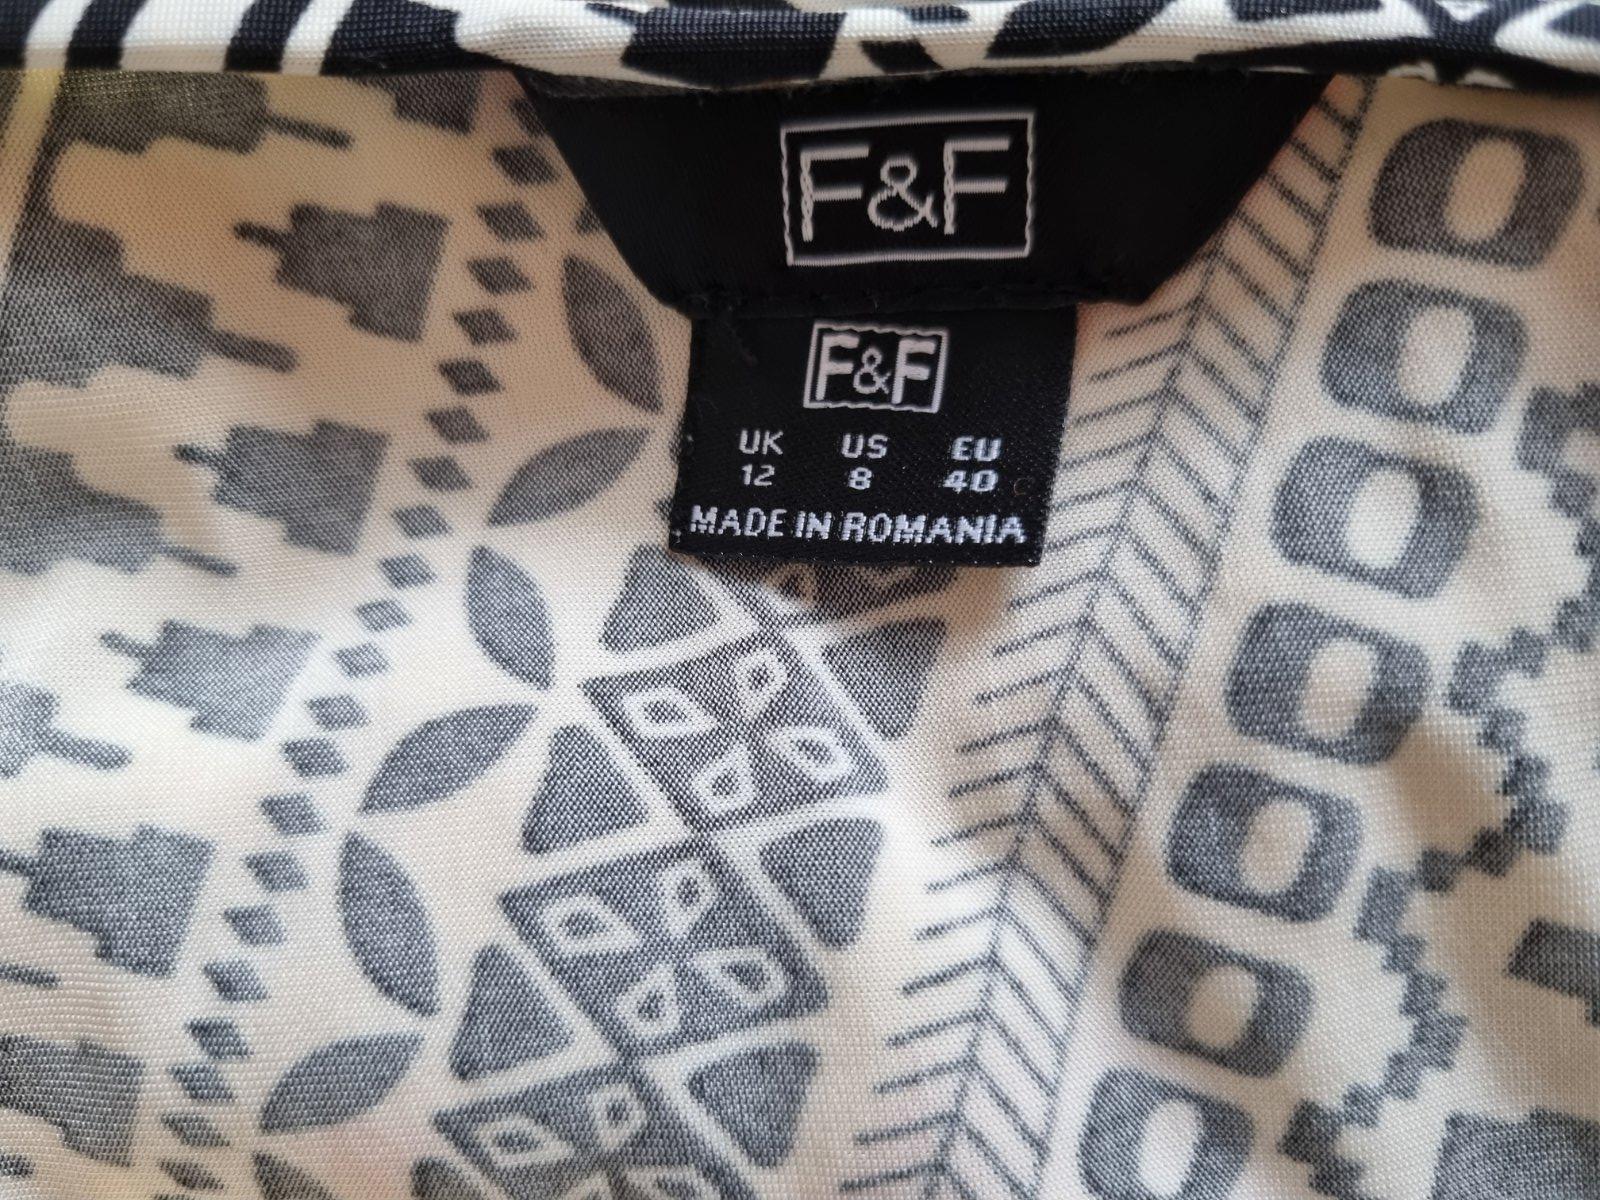 F&F
F&F
UK US EU
12 8 40
MADE IN ROMANIA